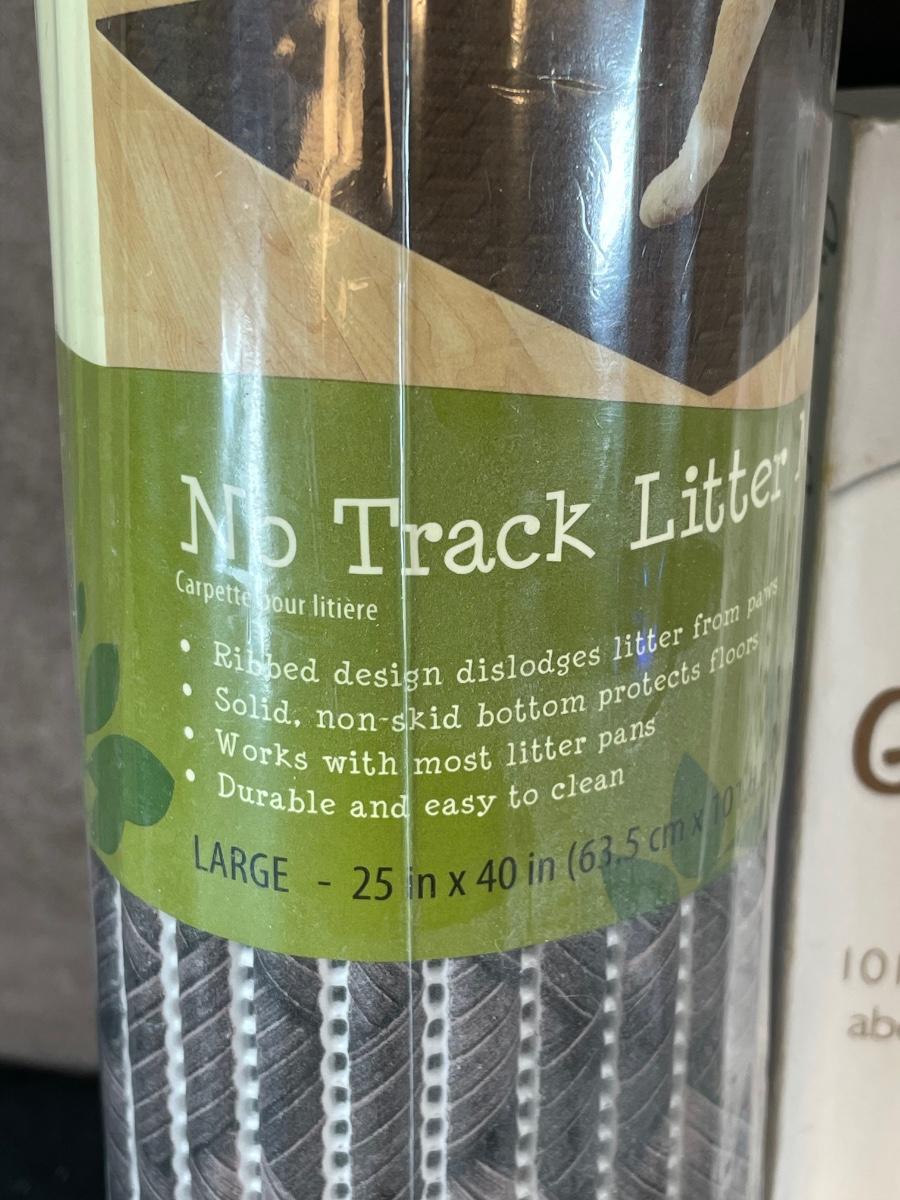 No Track Litter
Carpette pour litière
• Ribbed design dislodges litter from paws
• Solid, non-skid bottom protects floors
• Works with most litter pans
• Durable and easy to clean
LARGE - 25 in x 40 in (63.5 cm x